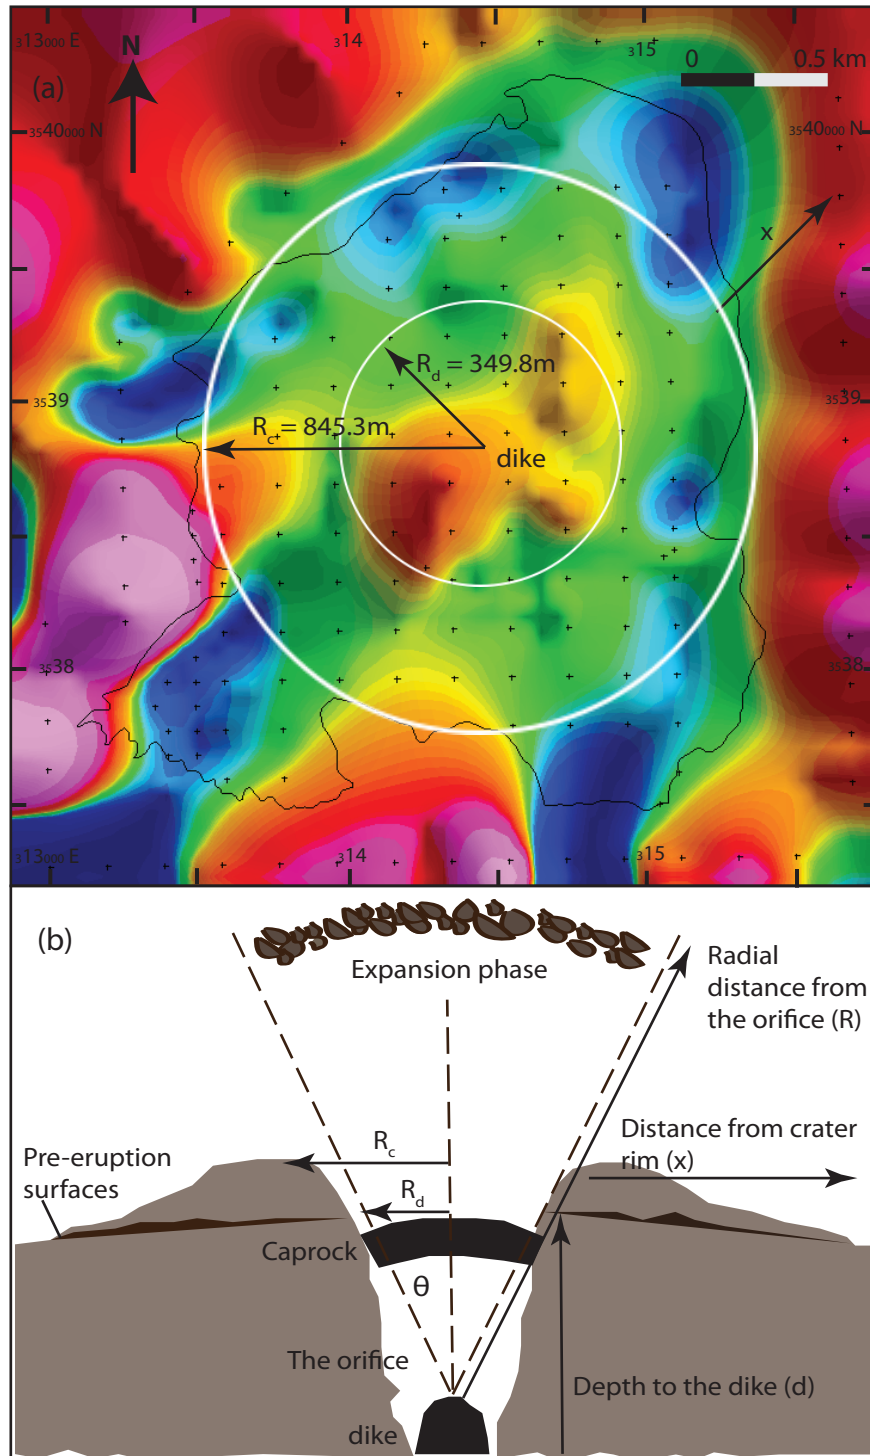 313000 E
314
315
N
0 0.5 km
(a)
3540000 N
3540000 N
x
Rd = 349.8m
3539
3539
Rc = 845.3m
dike
3538
3538
313000 E
314
315
(b)
Expansion phase
Radial
distance from
the orifice (R)
Rc
Distance from crater
rim (x)
Pre-eruption
surfaces
Rd
Caprock
θ
The orifice
Depth to the dike (d)
dike